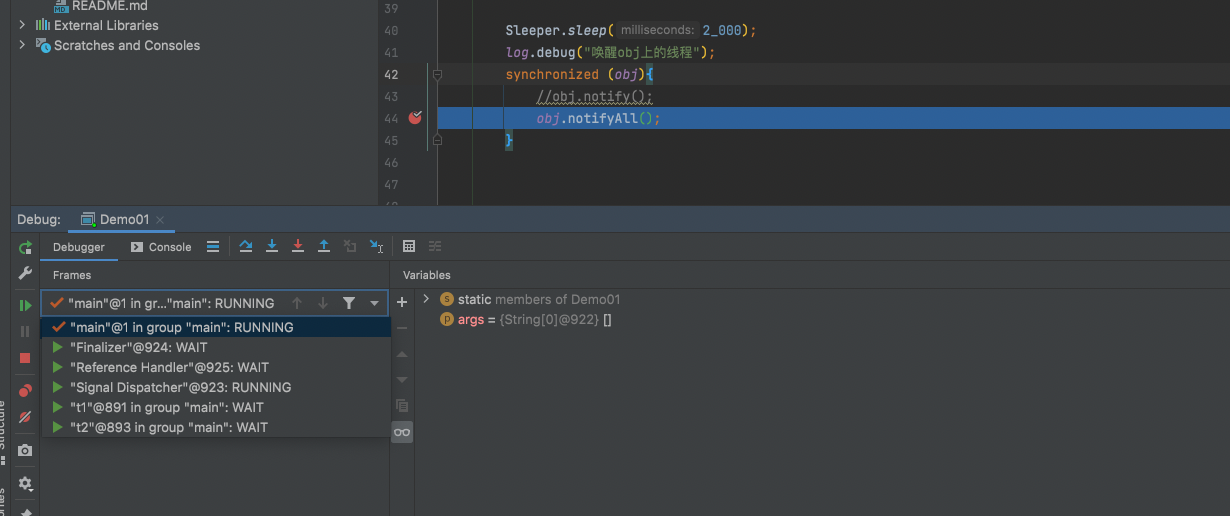 README.md
External Libraries
Scratches and Consoles
39
40 Sleeper.sleep( milliseconds: 2_000);
41 log.debug("唤醒obj上的线程");
42 synchronized (obj){
43 //obj.notify();
44 obj.notifyAll();
45 }
46
47
Debug: Demo01
Debugger Console
Frames Variables
"main"@1 in gr..."main": RUNNING
"main"@1 in group "main": RUNNING
"Finalizer"@924: WAIT
"Reference Handler"@925: WAIT
"Signal Dispatcher"@923: RUNNING
"t1"@891 in group "main": WAIT
"t2"@893 in group "main": WAIT
static members of Demo01
args = {String[0]@922} []
Structure